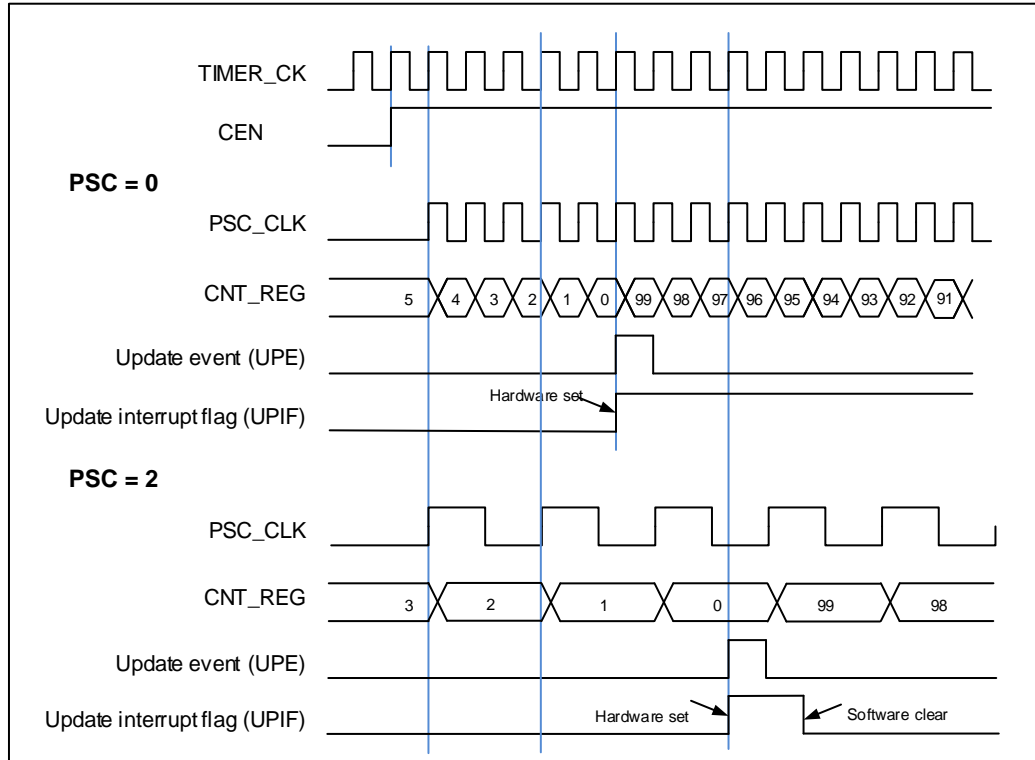 TIMER_CK
CEN
PSC = 0
PSC_CLK
CNT_REG 5 4 3 2 1 0 99 98 97 96 95 94 93 92 91
Update event (UPE)
Hardware set
Update interrupt flag (UPIF)
PSC = 2
PSC_CLK
CNT_REG 3 2 1 0 99 98
Update event (UPE)
Update interrupt flag (UPIF) Hardware set Software clear